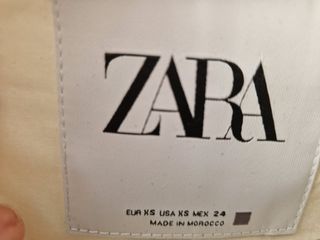 ZARA
EUR XS USA XS MEX 24
MADE IN MOROCCO